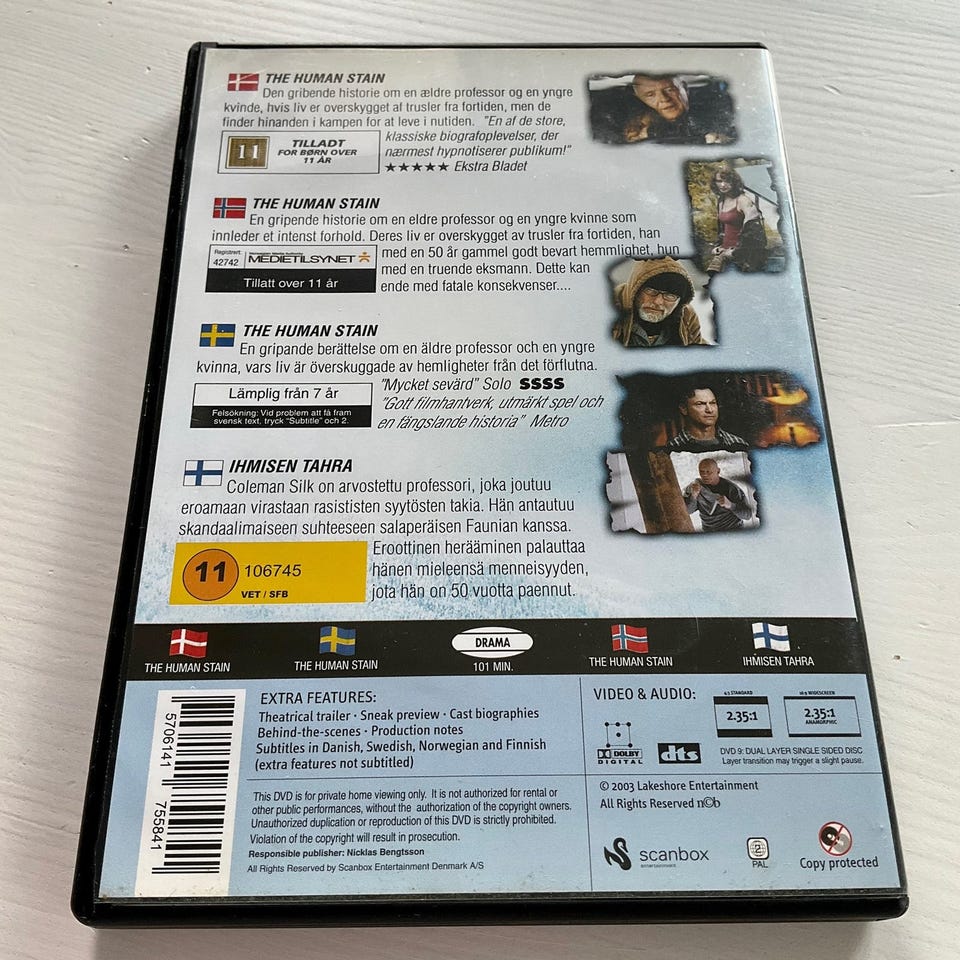 THE HUMAN STAIN
Den gribende historie om en ældre professor og en yngre
kvinde, hvis liv er overskygget af trusler fra fortiden, men de
finder hinanden i kampen for at leve i nutiden. "En af de store,
klassiske biografoplevelser, der
nærmest hypnotiserer publikum!"
★★★★★ Ekstra Bladet
11
TILLADT
FOR BØRN OVER
11 ÅR
THE HUMAN STAIN
En gripende historie om en eldre professor og en yngre kvinne som
innleder et intenst forhold. Deres liv er overskygget av trusler fra fortiden, han
med en 50 år gammel godt bevart hemmlighet, hun
med en truende eksmann. Dette kan
ende med fatale konsekvenser....
Registrert.
42742
MEDIETILSYNET
Tillatt over 11 år
THE HUMAN STAIN
En gripande berättelse om en äldre professor och en yngre
kvinna, vars liv är överskuggade av hemligheter från det förflutna.
"Mycket sevärd" Solo SSSS
"Gott filmhantverk, utmärkt spel och
en fängslande historia" Metro
Lämplig från 7 år
Felsökning: Vid problem att få fram
svensk text, tryck "Subtitle" och 2.
IHMISEN TAHRA
Coleman Silk on arvostettu professori, joka joutuu
eroamaan virastaan rasististen syytösten takia. Hän antautuu
skandaalimaiseen suhteeseen salaperäisen Faunian kanssa.
Eroottinen herääminen palauttaa
hänen mieleensä menneisyyden,
jota hän on 50 vuotta paennut.
11 106745
VET / SFB
THE HUMAN STAIN
THE HUMAN STAIN
DRAMA
101 MIN.
THE HUMAN STAIN
IHMISEN TAHRA
5706141 755841
EXTRA FEATURES:
Theatrical trailer · Sneak preview · Cast biographies
Behind-the-scenes · Production notes
Subtitles in Danish, Swedish, Norwegian and Finnish
(extra features not subtitled)
VIDEO & AUDIO:
4:3 STANDARD
2.35:1
16:9 WIDESCREEN
2.35:1
ANAMORPHIC
DOLBY
DIGITAL
dts
DVD 9: DUAL LAYER SINGLE SIDED DISC
Layer transition may trigger a slight pause.
This DVD is for private home viewing only. It is not authorized for rental or
other public performances, without the authorization of the copyright owners.
Unauthorized duplication or reproduction of this DVD is strictly prohibited.
Violation of the copyright will result in prosecution.
Responsible publisher: Nicklas Bengtsson
All Rights Reserved by Scanbox Entertainment Denmark A/S
© 2003 Lakeshore Entertainment
All Rights Reserved n©b
scanbox
entertainment
2
PAL
Copy protected